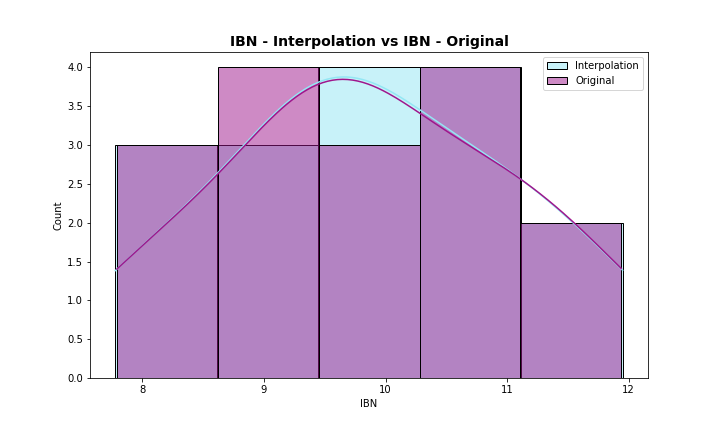 IBN - Interpolation vs IBN - Original
Interpolation
Original
4.0
3.5
3.0
2.5
2.0
1.5
1.0
0.5
0.0
Count
8
9
10
11
12
IBN